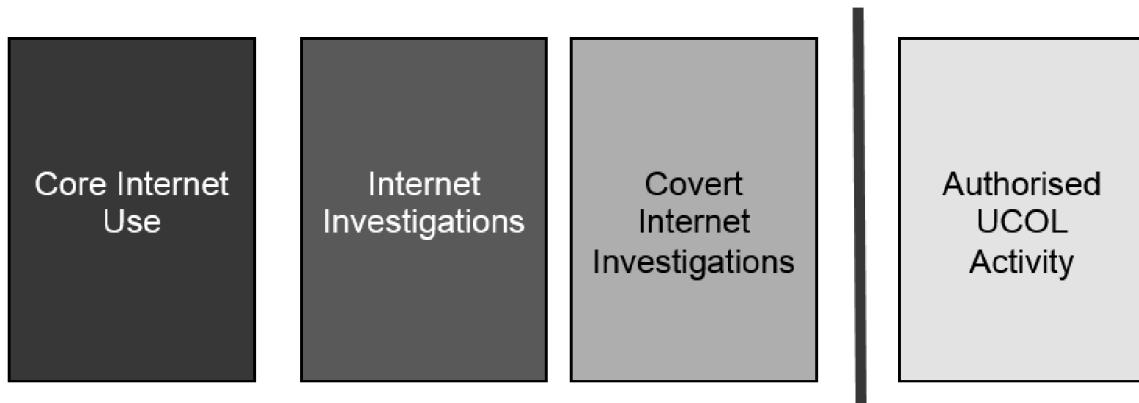 Core Internet
Use
Internet
Investigations
Covert
Internet
Investigations
Authorised
UCOL
Activity